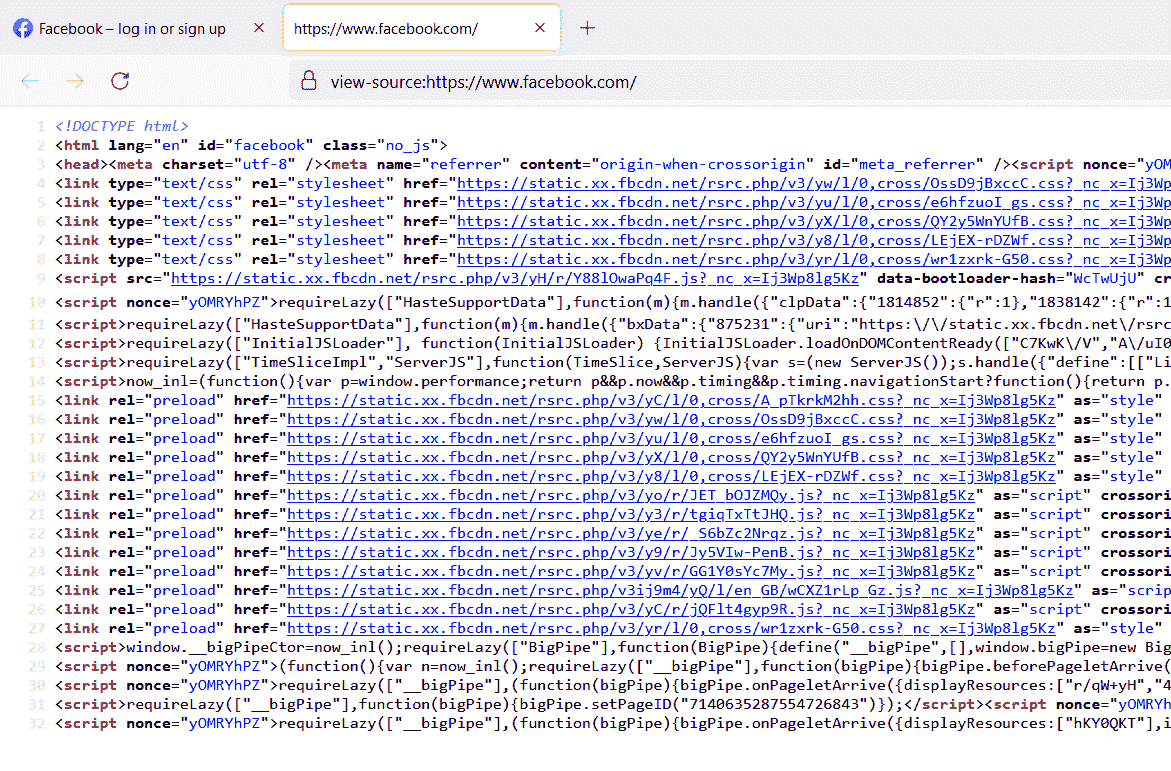 Facebook – log in or sign up
https://www.facebook.com/
view-source:https://www.facebook.com/
1 <!DOCTYPE html>
2 <html lang="en" id="facebook" class="no_js">
3 <head><meta charset="utf-8" /><meta name="referrer" content="origin-when-crossorigin" id="meta_referrer" /><script nonce="yOM
4 <link type="text/css" rel="stylesheet" href="https://static.xx.fbcdn.net/rsrc.php/v3/yw/l/0,cross/OssD9jBxccC.css?_nc_x=Ij3Wp
5 <link type="text/css" rel="stylesheet" href="https://static.xx.fbcdn.net/rsrc.php/v3/yu/l/0,cross/e6hfzuoI_gs.css?_nc_x=Ij3Wp
6 <link type="text/css" rel="stylesheet" href="https://static.xx.fbcdn.net/rsrc.php/v3/yX/l/0,cross/QY2y5WnYUfB.css?_nc_x=Ij3Wp
7 <link type="text/css" rel="stylesheet" href="https://static.xx.fbcdn.net/rsrc.php/v3/y8/l/0,cross/LEjEX-rDZWf.css?_nc_x=Ij3Wp
8 <link type="text/css" rel="stylesheet" href="https://static.xx.fbcdn.net/rsrc.php/v3/yr/l/0,cross/wr1zxrk-G50.css?_nc_x=Ij3Wp
9 <script src="https://static.xx.fbcdn.net/rsrc.php/v3/yH/r/Y88lOwaPq4F.js?_nc_x=Ij3Wp8lg5Kz" data-bootloader-hash="WcTwUjU" cr
10 <script nonce="yOMRYhPZ">requireLazy(["HasteSupportData"],function(m){m.handle({"clpData":{"1814852":{"r":1},"1838142":{"r":1
11 <script>requireLazy(["HasteSupportData"],function(m){m.handle({"bxData":{"875231":{"uri":"https:\/\/static.xx.fbcdn.net\/rsrc
12 <script>requireLazy(["InitialJSLoader"], function(InitialJSLoader) {InitialJSLoader.loadOnDOMContentReady(["C7KwK\/V","A\/uI0
13 <script>requireLazy(["TimeSliceImpl","ServerJS"],function(TimeSlice,ServerJS){var s=(new ServerJS());s.handle({"define":[["Li
14 <script>now_inl=(function(){var p=window.performance;return p&&p.now&&p.timing&&p.timing.navigationStart?function(){return p.
15 <link rel="preload" href="https://static.xx.fbcdn.net/rsrc.php/v3/yC/l/0,cross/A_pTkrkM2hh.css?_nc_x=Ij3Wp8lg5Kz" as="style"
16 <link rel="preload" href="https://static.xx.fbcdn.net/rsrc.php/v3/yw/l/0,cross/OssD9jBxccC.css?_nc_x=Ij3Wp8lg5Kz" as="style"
17 <link rel="preload" href="https://static.xx.fbcdn.net/rsrc.php/v3/yu/l/0,cross/e6hfzuoI_gs.css?_nc_x=Ij3Wp8lg5Kz" as="style"
18 <link rel="preload" href="https://static.xx.fbcdn.net/rsrc.php/v3/yX/l/0,cross/QY2y5WnYUfB.css?_nc_x=Ij3Wp8lg5Kz" as="style"
19 <link rel="preload" href="https://static.xx.fbcdn.net/rsrc.php/v3/y8/l/0,cross/LEjEX-rDZWf.css?_nc_x=Ij3Wp8lg5Kz" as="style"
20 <link rel="preload" href="https://static.xx.fbcdn.net/rsrc.php/v3/yo/r/JET_bOJZMQy.js?_nc_x=Ij3Wp8lg5Kz" as="script" crossori
21 <link rel="preload" href="https://static.xx.fbcdn.net/rsrc.php/v3/y3/r/tgiqTxTtJHQ.js?_nc_x=Ij3Wp8lg5Kz" as="script" crossori
22 <link rel="preload" href="https://static.xx.fbcdn.net/rsrc.php/v3/ye/r/_S6bZc2Nrqz.js?_nc_x=Ij3Wp8lg5Kz" as="script" crossori
23 <link rel="preload" href="https://static.xx.fbcdn.net/rsrc.php/v3/y9/r/Jy5VIw-PenB.js?_nc_x=Ij3Wp8lg5Kz" as="script" crossori
24 <link rel="preload" href="https://static.xx.fbcdn.net/rsrc.php/v3/yv/r/GG1Y0sYc7My.js?_nc_x=Ij3Wp8lg5Kz" as="script" crossori
25 <link rel="preload" href="https://static.xx.fbcdn.net/rsrc.php/v3ij9m4/yQ/l/en_GB/wCXZ1rLp_Gz.js?_nc_x=Ij3Wp8lg5Kz" as="scrip
26 <link rel="preload" href="https://static.xx.fbcdn.net/rsrc.php/v3/yC/r/jQFlt4gyp9R.js?_nc_x=Ij3Wp8lg5Kz" as="script" crossori
27 <link rel="preload" href="https://static.xx.fbcdn.net/rsrc.php/v3/yr/l/0,cross/wr1zxrk-G50.css?_nc_x=Ij3Wp8lg5Kz" as="style"
28 <script>window.__bigPipeCtor=now_inl();requireLazy(["BigPipe"],function(BigPipe){define("__bigPipe",[],window.bigPipe=new Big
29 <script nonce="yOMRYhPZ">(function(){var n=now_inl();requireLazy(["__bigPipe"],function(bigPipe){bigPipe.beforePageletArrive(
30 <script nonce="yOMRYhPZ">requireLazy(["__bigPipe"],(function(bigPipe){bigPipe.onPageletArrive({displayResources:["r/qW+yH","4
31 <script>requireLazy(["__bigPipe"],function(bigPipe){bigPipe.setPageID("7140635287554726843")});</script><script nonce="yOMRYh
32 <script nonce="yOMRYhPZ">requireLazy(["__bigPipe"],(function(bigPipe){bigPipe.onPageletArrive({displayResources:["hKY0QKT"],i